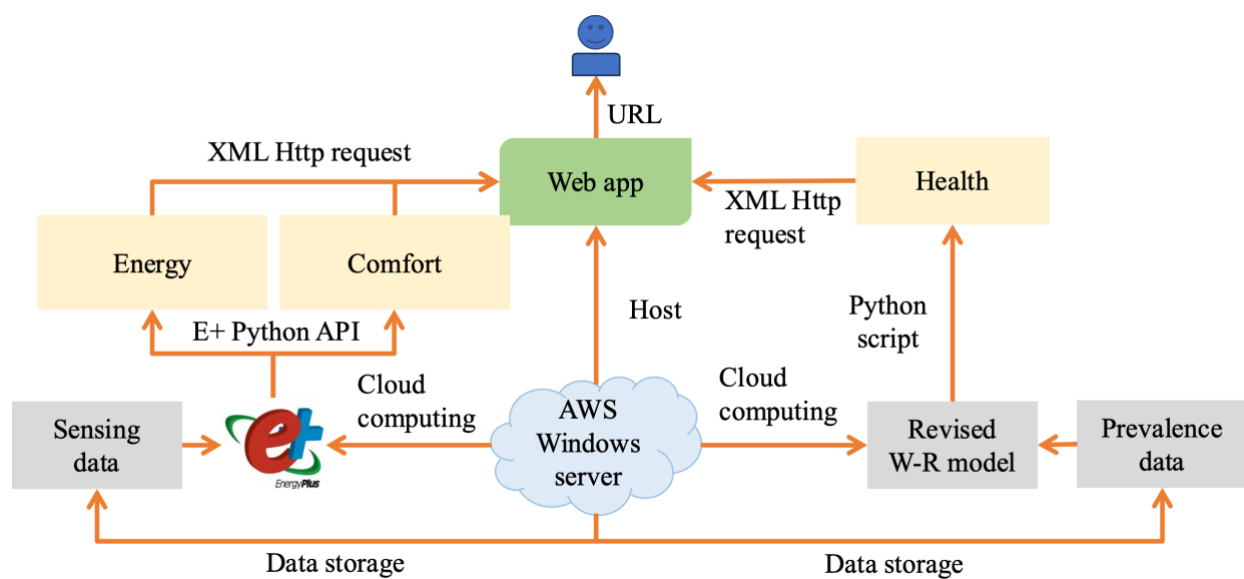 URL
XML Http request
Web app
Health
XML Http
request
Energy
Comfort
Host
Python
script
E+ Python API
Cloud
computing
Cloud
computing
AWS
Windows
server
Sensing
data
e+
EnergyPlus
Revised
W-R model
Prevalence
data
Data storage
Data storage